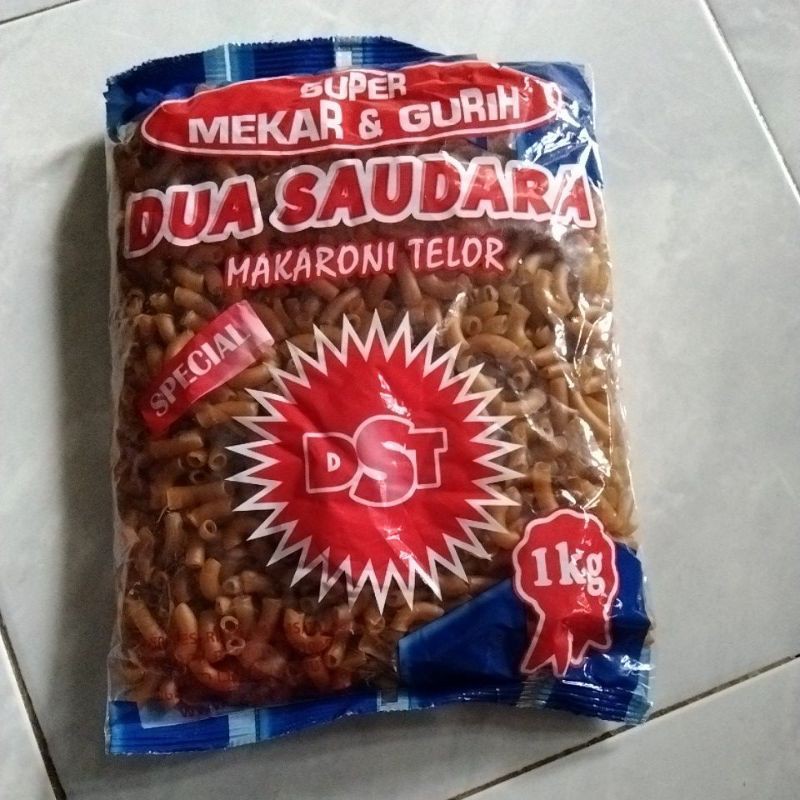 SUPER
MEKAR & GURIH
DUA SAUDARA
MAKARONI TELOR
SPECIAL
DST
1kg